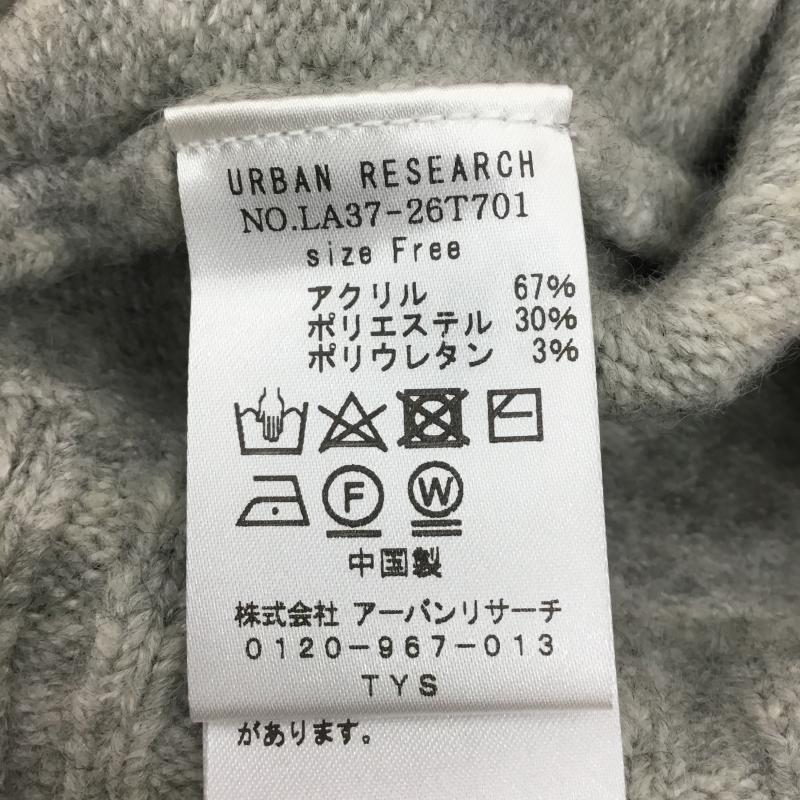 URBAN RESEARCH
NO.LA37-26T701
size Free
アクリル 67%
ポリエステル 30%
ポリウレタン 3%
F W
中国製
株式会社 アーバンリサーチ
0120-967-013
TYS
があります。